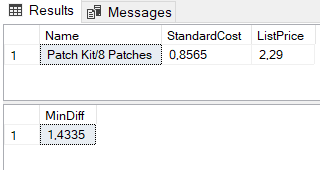 Results Messages
Name StandardCost ListPrice
1 Patch Kit/8 Patches 0,8565 2,29
MinDiff
1 1,4335